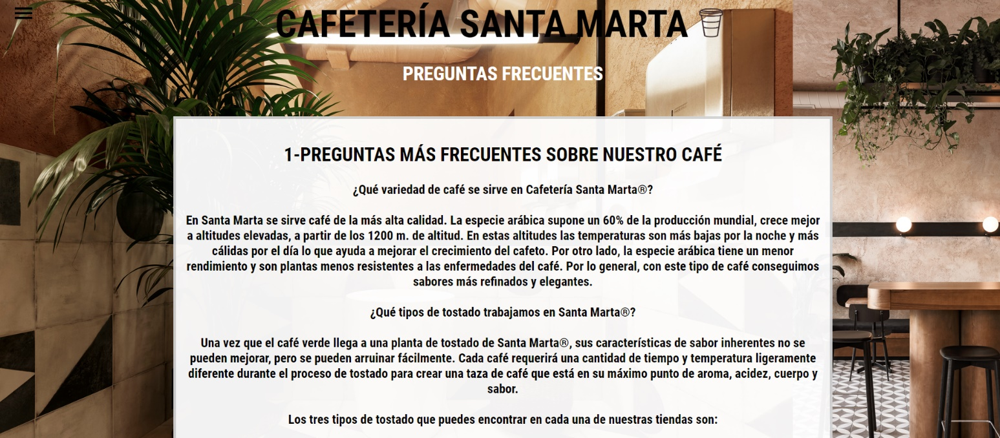 CAFETERÍA SANTA MARTA
PREGUNTAS FRECUENTES
1-PREGUNTAS MÁS FRECUENTES SOBRE NUESTRO CAFÉ
¿Qué variedad de café se sirve en Cafetería Santa Marta®?
En Santa Marta se sirve café de la más alta calidad. La especie arábica supone un 60% de la producción mundial, crece mejor
a altitudes elevadas, a partir de los 1200 m. de altitud. En estas altitudes las temperaturas son más bajas por la noche y más
cálidas por el día lo que ayuda a mejorar el crecimiento del cafeto. Por otro lado, la especie arábica tiene un menor
rendimiento y son plantas menos resistentes a las enfermedades del café. Por lo general, con este tipo de café conseguimos
sabores más refinados y elegantes.
¿Qué tipos de tostado trabajamos en Santa Marta®?
Una vez que el café verde llega a una planta de tostado de Santa Marta®, sus características de sabor inherentes no se
pueden mejorar, pero se pueden arruinar fácilmente. Cada café requerirá una cantidad de tiempo y temperatura ligeramente
diferente durante el proceso de tostado para crear una taza de café que está en su máximo punto de aroma, acidez, cuerpo y
sabor.
Los tres tipos de tostado que puedes encontrar en cada una de nuestras tiendas son: